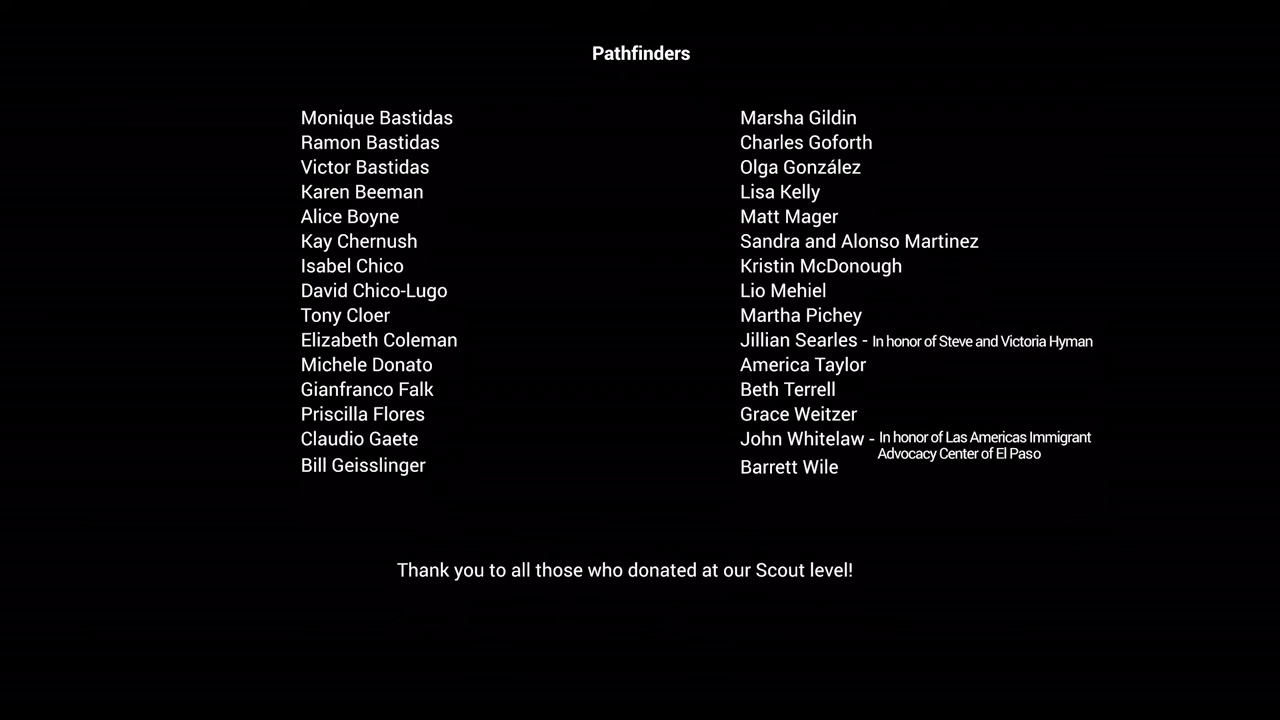 Pathfinders
Monique Bastidas
Ramon Bastidas
Victor Bastidas
Karen Beeman
Alice Boyne
Kay Chernush
Isabel Chico
David Chico-Lugo
Tony Cloer
Elizabeth Coleman
Michele Donato
Gianfranco Falk
Priscilla Flores
Claudio Gaete
Bill Geisslinger
Marsha Gildin
Charles Goforth
Olga González
Lisa Kelly
Matt Mager
Sandra and Alonso Martinez
Kristin McDonough
Lio Mehiel
Martha Pichey
Jillian Searles - In honor of Steve and Victoria Hyman
America Taylor
Beth Terrell
Grace Weitzer
John Whitelaw - In honor of Las Americas Immigrant
Advocacy Center of El Paso
Barrett Wile
Thank you to all those who donated at our Scout level!